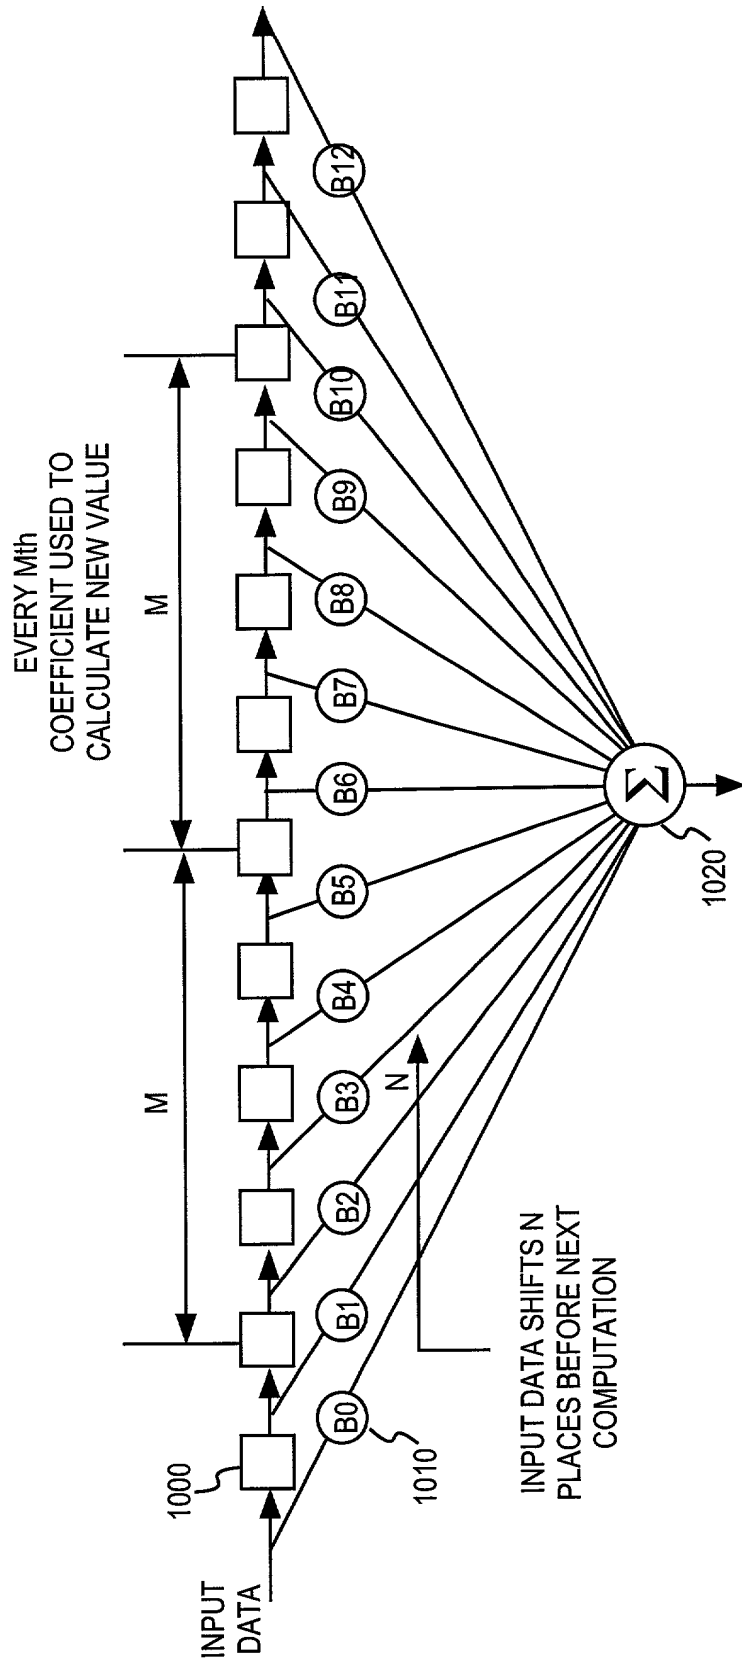 EVERY Mth
COEFFICIENT USED TO
CALCULATE NEW VALUE
M
M
INPUT
DATA
1000
B0
B1
B2
B3
B4
B5
B6
B7
B8
B9
B10
B11
B12
1010
N
INPUT DATA SHIFTS N
PLACES BEFORE NEXT
COMPUTATION
Σ
1020